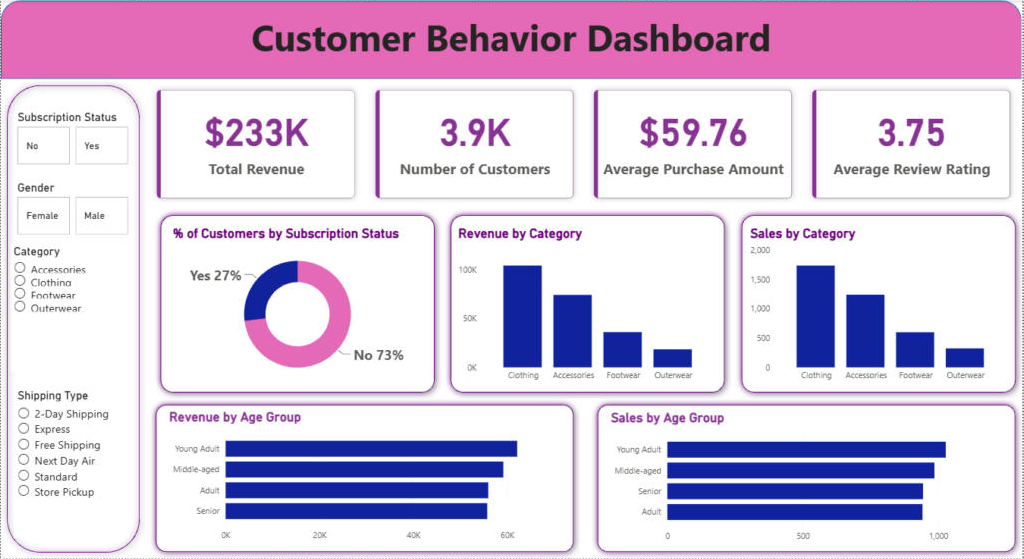 Customer Behavior Dashboard
Subscription Status
No
Yes
Gender
Female
Male
Category
Accessories
Clothing
Footwear
Outerwear
Shipping Type
2-Day Shipping
Express
Free Shipping
Next Day Air
Standard
Store Pickup
$233K
Total Revenue
3.9K
Number of Customers
$59.76
Average Purchase Amount
3.75
Average Review Rating
% of Customers by Subscription Status
Yes 27%
No 73%
Revenue by Category
100K
50K
0K
Clothing
Accessories
Footwear
Outerwear
Sales by Category
2,000
1,500
1,000
500
0
Clothing
Accessories
Footwear
Outerwear
Revenue by Age Group
Young Adult
Middle-aged
Adult
Senior
0K
20K
40K
60K
Sales by Age Group
Young Adult
Middle-aged
Senior
Adult
0
500
1,000